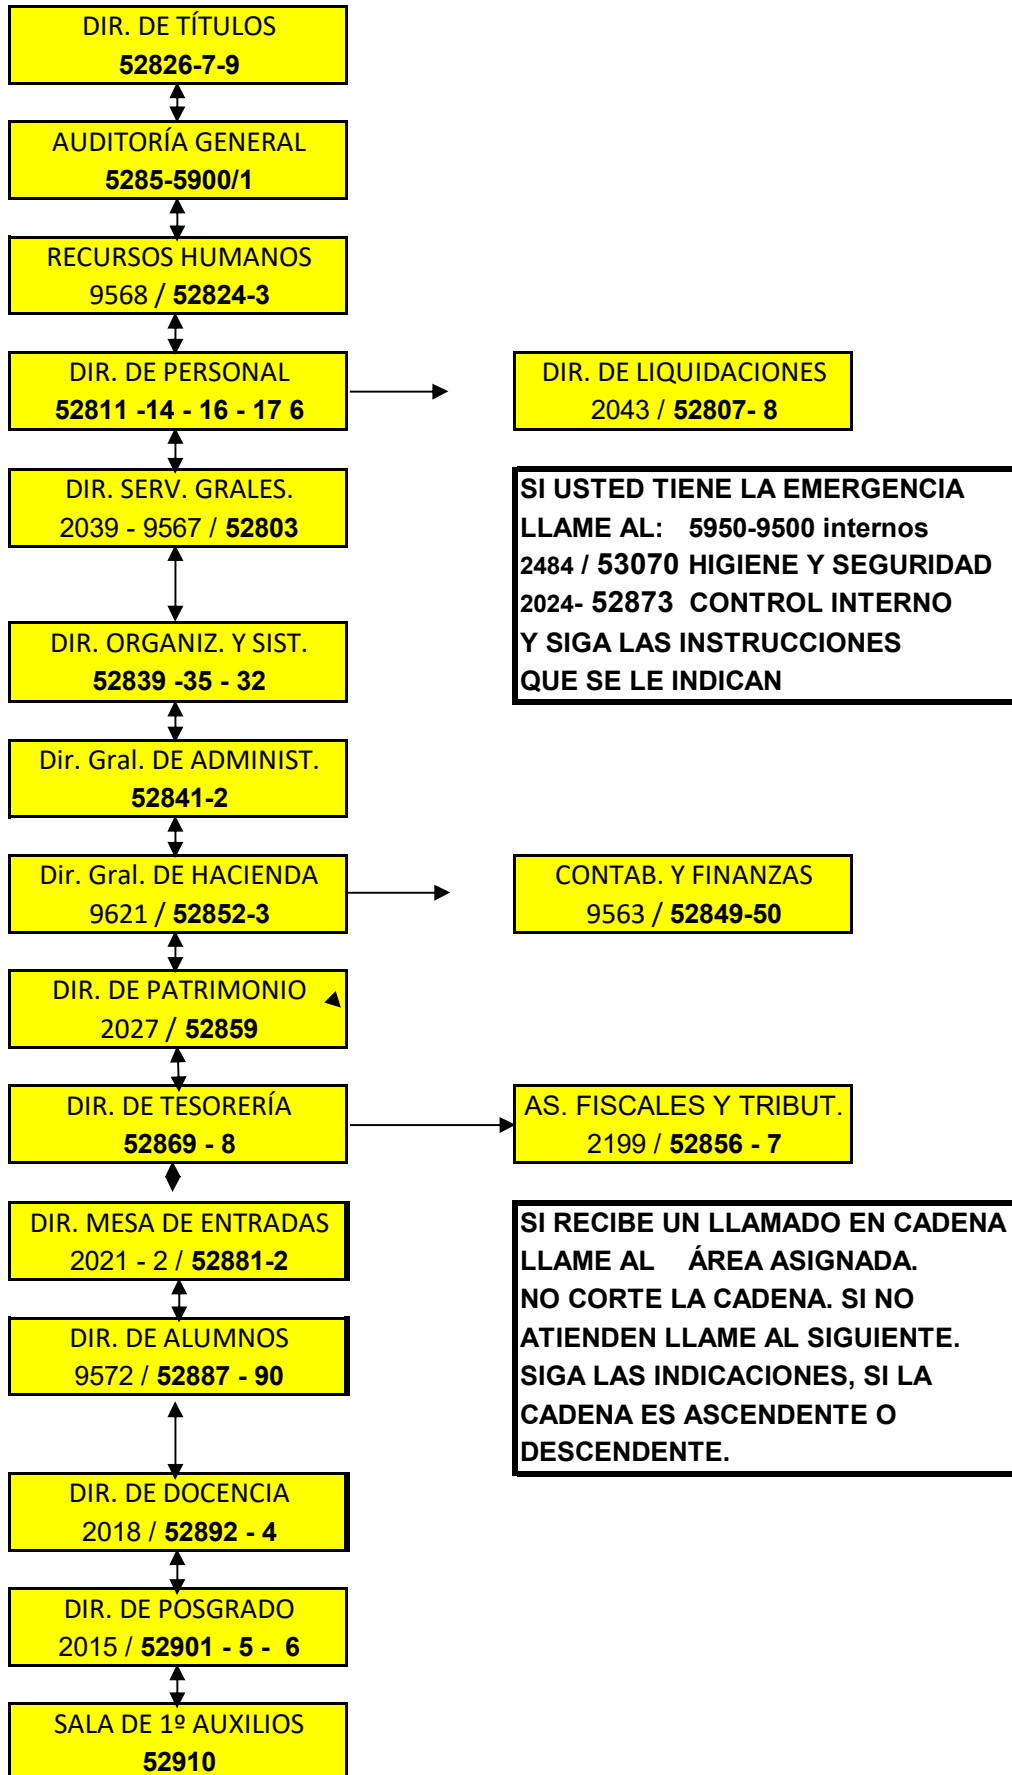 DIR. DE TÍTULOS
52826-7-9
AUDITORÍA GENERAL
5285-5900/1
RECURSOS HUMANOS
9568 / 52824-3
DIR. DE PERSONAL
52811 -14 - 16 - 17 6
DIR. DE LIQUIDACIONES
2043 / 52807- 8
DIR. SERV. GRALES.
2039 - 9567 / 52803
SI USTED TIENE LA EMERGENCIA
LLAME AL: 5950-9500 internos
2484 / 53070 HIGIENE Y SEGURIDAD
2024- 52873 CONTROL INTERNO
Y SIGA LAS INSTRUCCIONES
QUE SE LE INDICAN
DIR. ORGANIZ. Y SIST.
52839 -35 - 32
Dir. Gral. DE ADMINIST.
52841-2
Dir. Gral. DE HACIENDA
9621 / 52852-3
CONTAB. Y FINANZAS
9563 / 52849-50
DIR. DE PATRIMONIO
2027 / 52859
DIR. DE TESORERÍA
52869 - 8
AS. FISCALES Y TRIBUT.
2199 / 52856 - 7
DIR. MESA DE ENTRADAS
2021 - 2 / 52881-2
DIR. DE ALUMNOS
9572 / 52887 - 90
SI RECIBE UN LLAMADO EN CADENA
LLAME AL ÁREA ASIGNADA.
NO CORTE LA CADENA. SI NO
ATIENDEN LLAME AL SIGUIENTE.
SIGA LAS INDICACIONES, SI LA
CADENA ES ASCENDENTE O
DESCENDENTE.
DIR. DE DOCENCIA
2018 / 52892 - 4
DIR. DE POSGRADO
2015 / 52901 - 5 - 6
SALA DE 1º AUXILIOS
52910